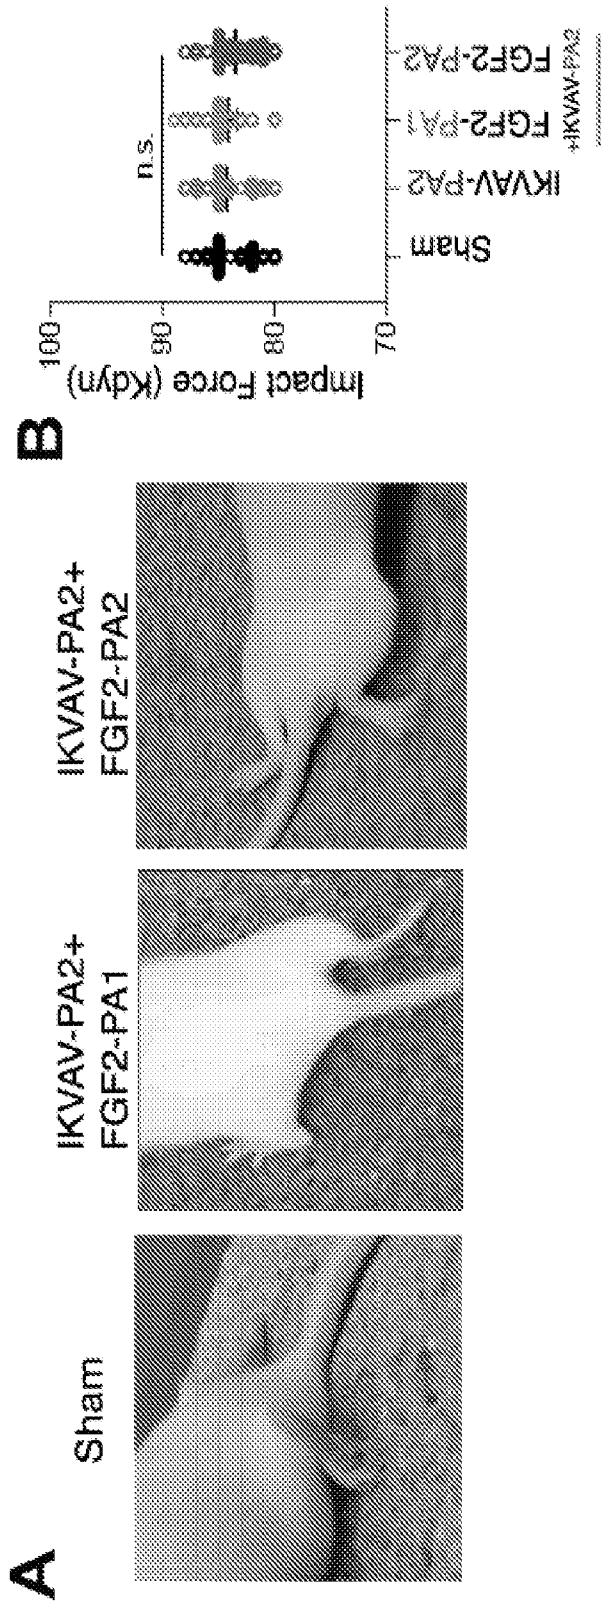 A
Sham
IKVAV-PA2+
FGF2-PA1
IKVAV-PA2+
FGF2-PA2
B
Impact Force (Kdyn)
100
90
80
70
n.s.
Sham
IKVAV-PA2
FGF2-PA1
FGF2-PA2
+IKVAV-PA2